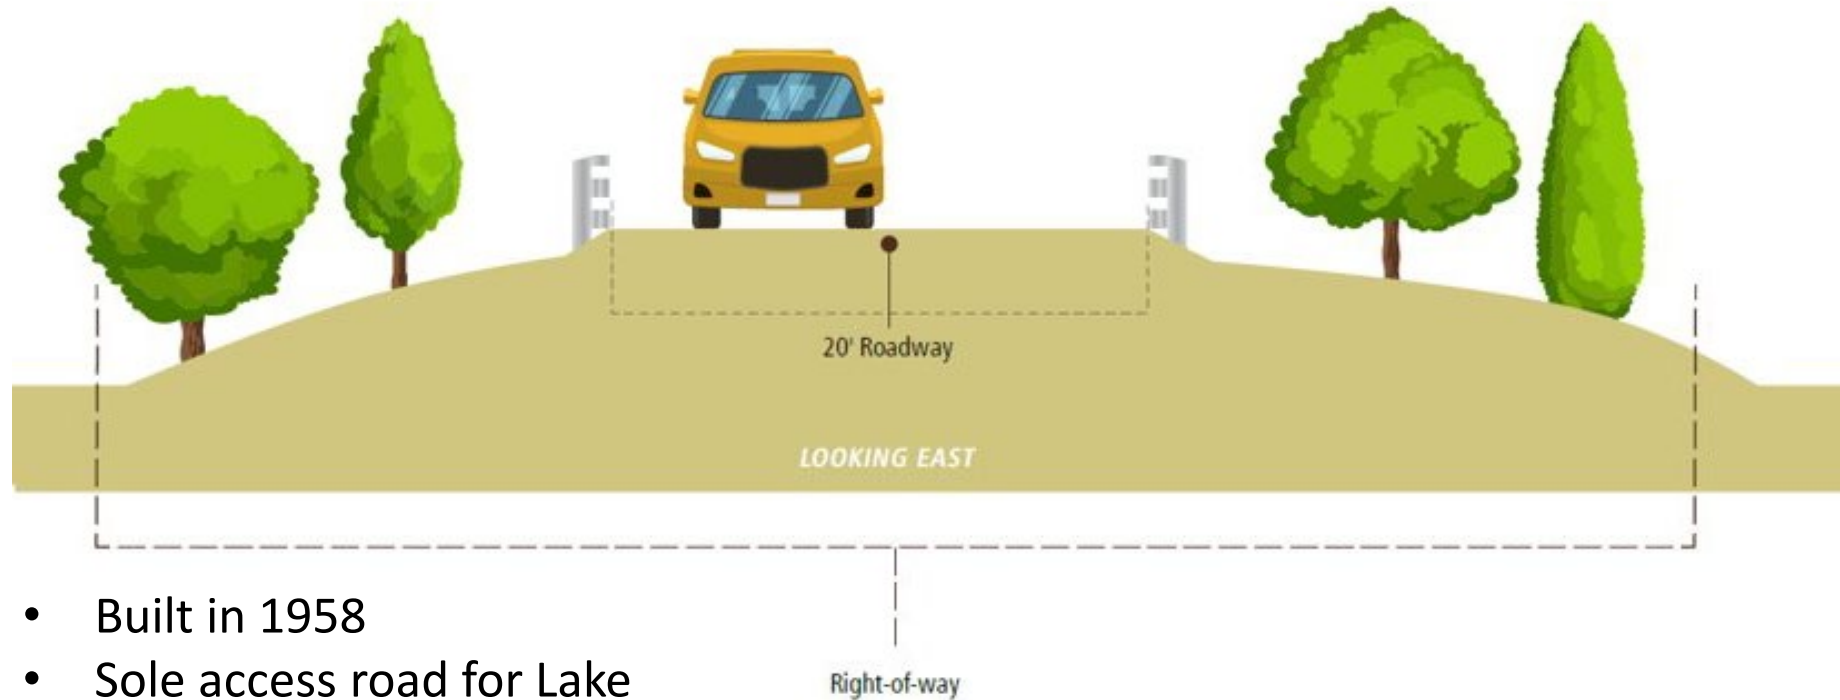 20' Roadway
LOOKING EAST
• Built in 1958
• Sole access road for Lake
Right-of-way